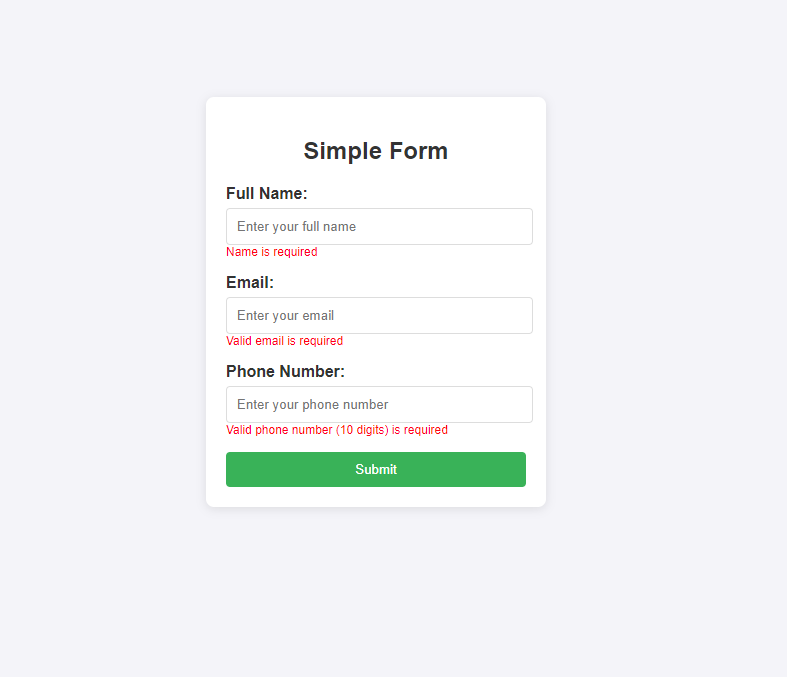 Simple Form
Full Name:
Enter your full name
Name is required
Email:
Enter your email
Valid email is required
Phone Number:
Enter your phone number
Valid phone number (10 digits) is required
Submit